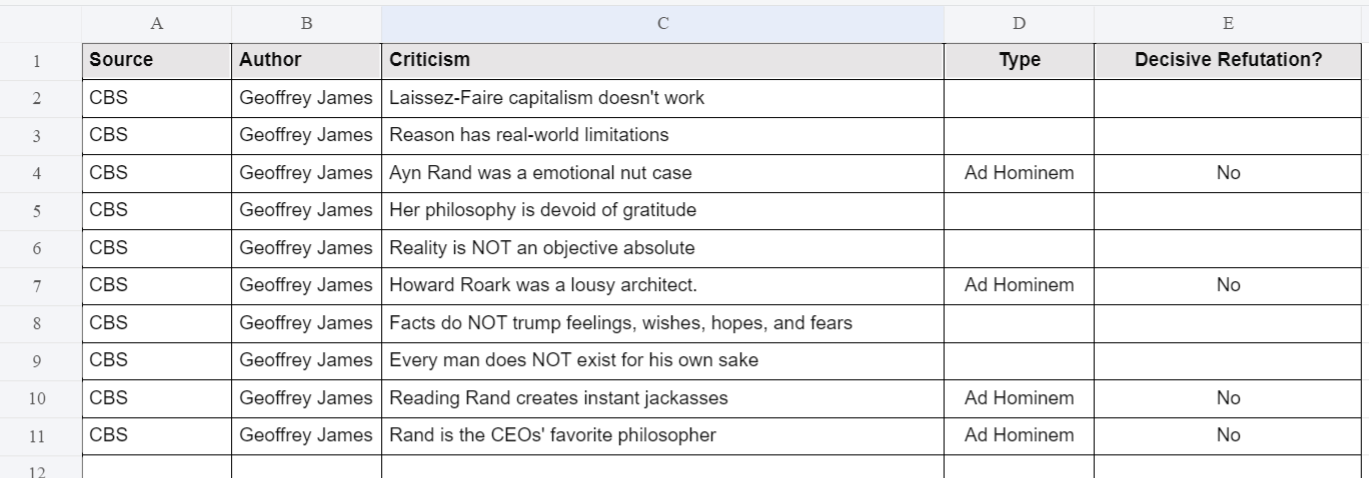 A B C D E
1 Source Author Criticism Type Decisive Refutation?
2 CBS Geoffrey James Laissez-Faire capitalism doesn't work
3 CBS Geoffrey James Reason has real-world limitations
4 CBS Geoffrey James Ayn Rand was a emotional nut case Ad Hominem No
5 CBS Geoffrey James Her philosophy is devoid of gratitude
6 CBS Geoffrey James Reality is NOT an objective absolute
7 CBS Geoffrey James Howard Roark was a lousy architect. Ad Hominem No
8 CBS Geoffrey James Facts do NOT trump feelings, wishes, hopes, and fears
9 CBS Geoffrey James Every man does NOT exist for his own sake
10 CBS Geoffrey James Reading Rand creates instant jackasses Ad Hominem No
11 CBS Geoffrey James Rand is the CEOs' favorite philosopher Ad Hominem No
12